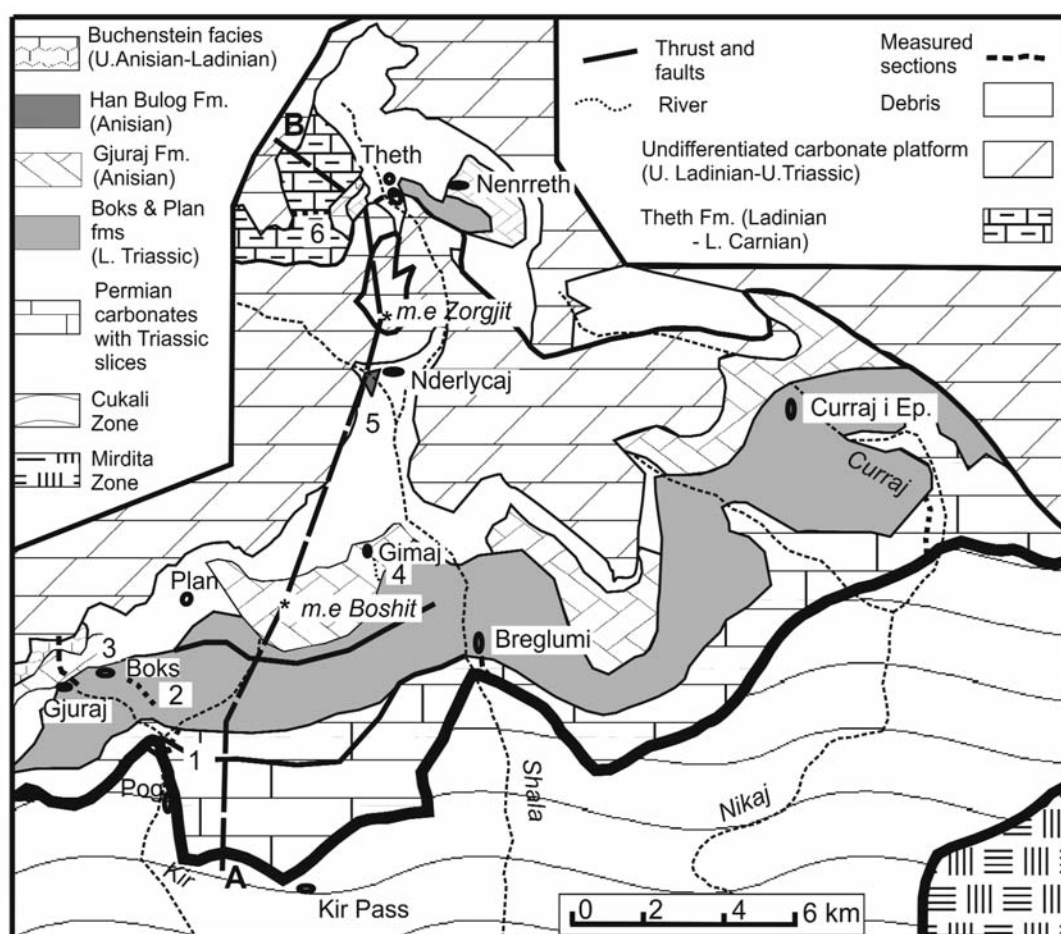 Buchenstein facies
(U.Anisian-Ladinian)
Han Bulog Fm.
(Anisian)
Gjuraj Fm.
(Anisian)
Boks & Plan
fms
(L. Triassic)
Permian
carbonates
with Triassic
slices
Cukali
Zone
Mirdita
Zone
Thrust and
faults
River
Measured
sections
Debris
Undifferentiated carbonate platform
(U. Ladinian-U.Triassic)
Theth Fm. (Ladinian
- L. Carnian)
B
Theth
Nenrreth
6
* m.e Zorgjit
Nderlycaj
5
Curraj i Ep.
Curraj
Gimaj
4
Plan
* m.e Boshit
Breglumi
3
Boks
2
Gjuraj
1
Pog
Shala
Nikaj
Kir
A
Kir Pass
0 2 4 6 km